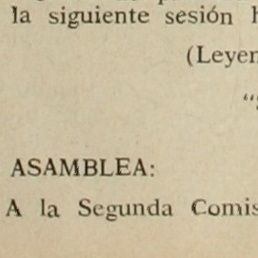 la siguiente sesión
(Leyen
ASAMBLEA:
A la Segunda Comis